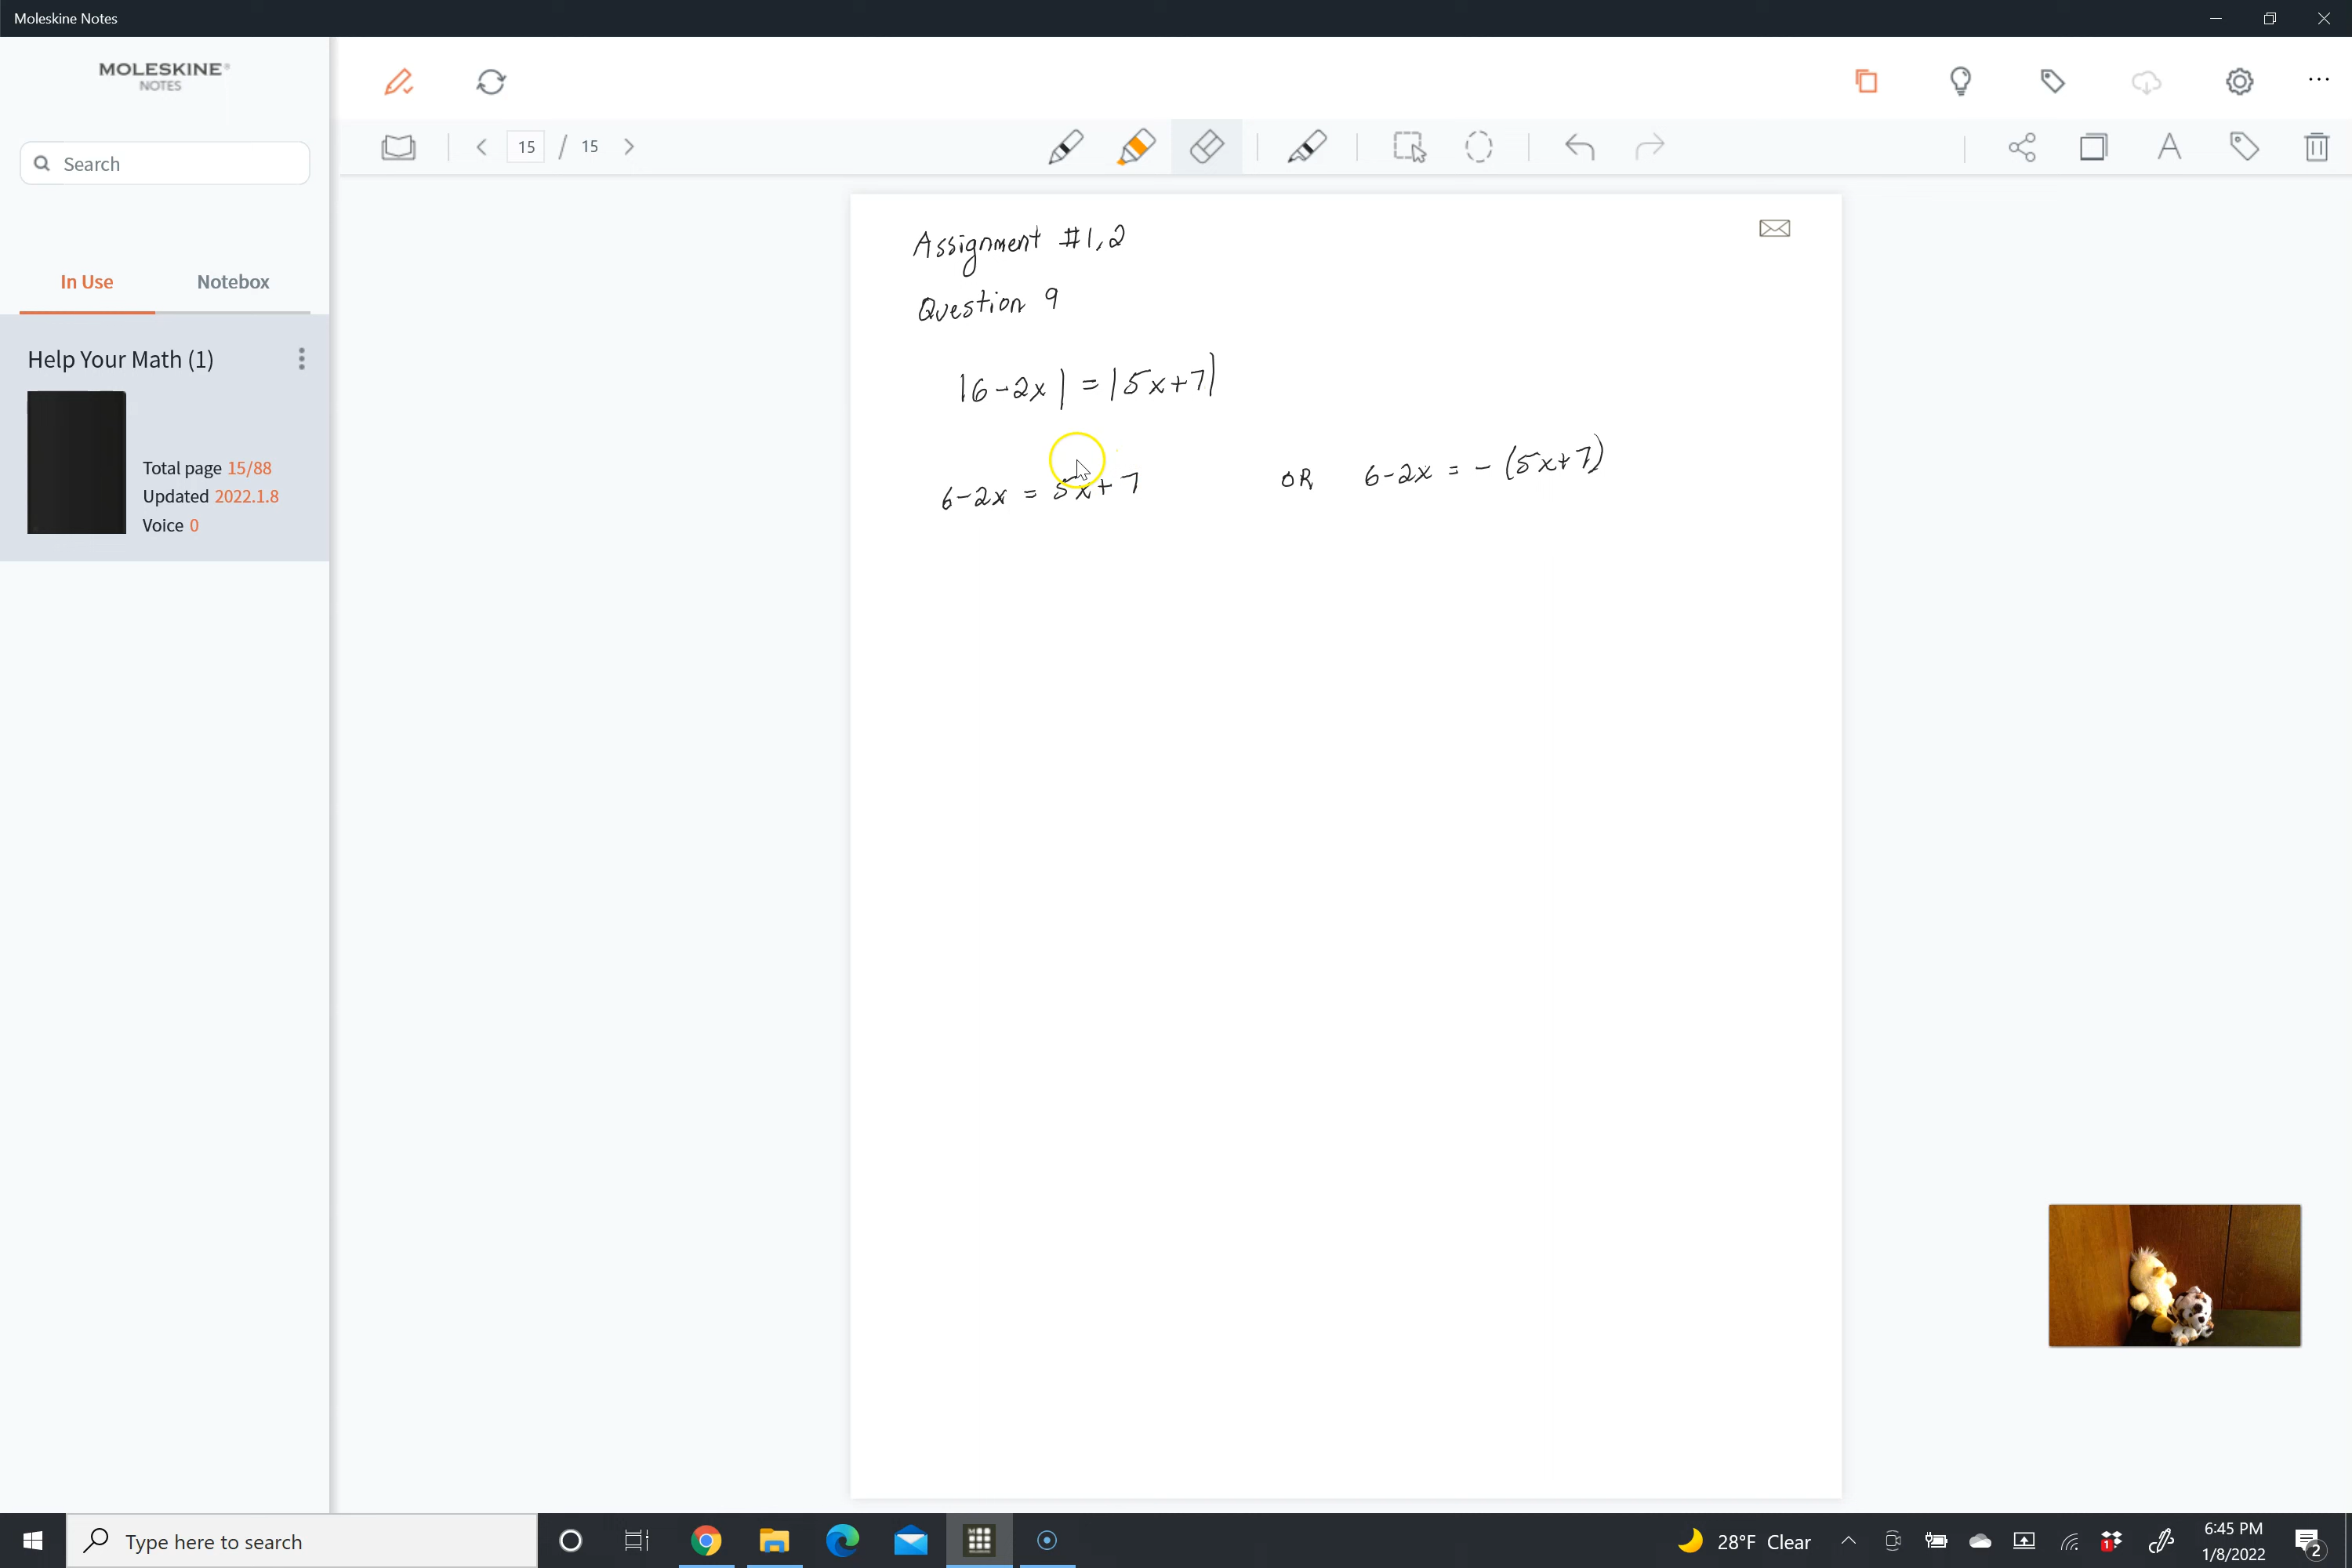 Moleskine Notes
MOLESKINE®
NOTES
15 / 15
Search
In Use Notebox
Help Your Math (1)
Total page 15/88
Updated 2022.1.8
Voice 0
Assignment #1,2
Question 9
|6-2x| = |5x+7|
6-2x = 5x+7 OR 6-2x = -(5x+7)
Type here to search
28°F Clear
1
6:45 PM
1/8/2022
2